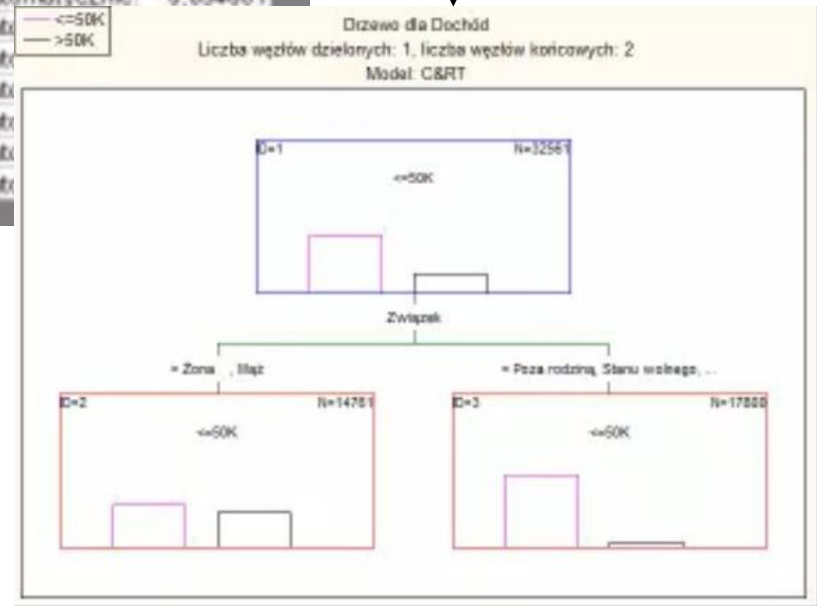 <=50K
>50K
Drzewo dla Dochód
Liczba węzłów dzielonych: 1, liczba węzłów końcowych: 2
Model: C&RT
ID=1 N=32561
<=50K
Związek
= Żona , Mąż
= Poza rodziną, Stanu wolnego, ...
ID=2 N=14761
<=50K
ID=3 N=17800
<=50K